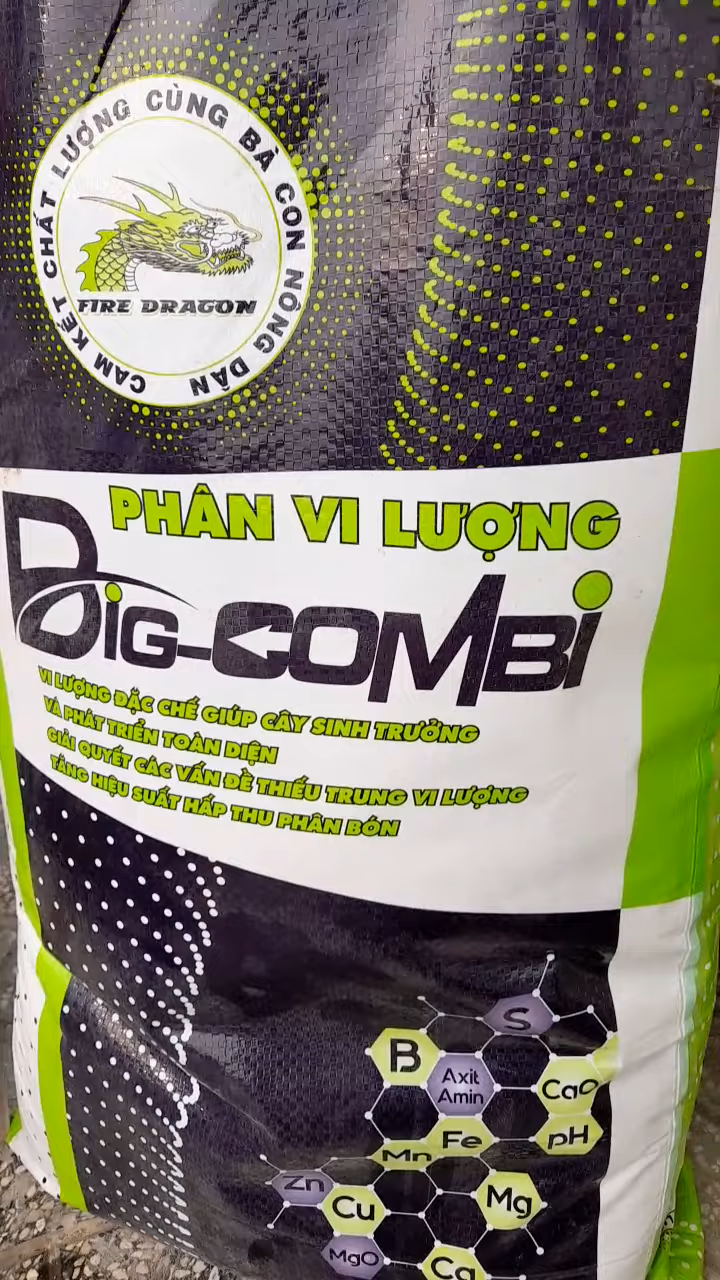 CAM KẾT CHẤT LƯỢNG CÙNG BÀ CON NÔNG DÂN
FIRE DRAGON
PHÂN VI LƯỢNG
BIG-COMBI
VI LƯỢNG ĐẶC CHẾ GIÚP CÂY SINH TRƯỞNG
VÀ PHÁT TRIỂN TOÀN DIỆN
GIẢI QUYẾT CÁC VẤN ĐỀ THIẾU TRUNG VI LƯỢNG
TĂNG HIỆU SUẤT HẤP THU PHÂN BÓN
S
B
Axit
Amin
CaO
Fe
pH
Mn
Zn
Cu
Mg
MgO
Ca